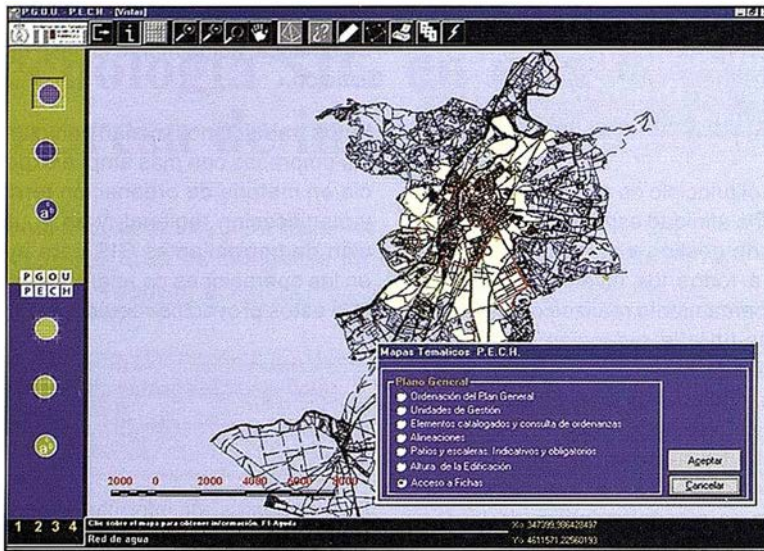 P.G.O.U. - P.E.C.H. - [Vistas]
ab
PGOU
PECH
ab
Mapas Tematicos P.E.C.H.
Plano General
Ordenación del Plan General
Unidades de Gestión
Elementos catalogados y consulta de ordenanzas
Alineaciones
Patios y escaleras. Indicativos y obligatorios
Altura de la Edificación
Acceso a Fichas
Aceptar
Cancelar
2000 0 2000 4000 6000 8000
1 2 3 4
Clic sobre el mapa para obtener información. F1-Ayuda
Red de agua
X= 347399,986428497
Y= 4611571,22560193